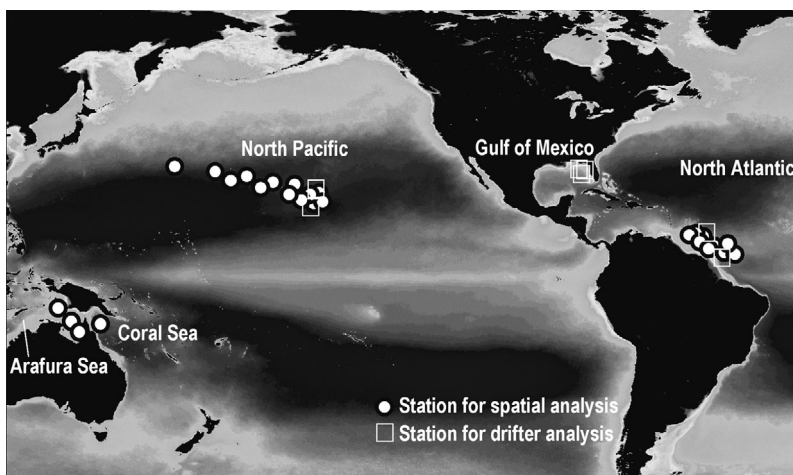 North Pacific
Gulf of Mexico
North Atlantic
Coral Sea
Arafura Sea
Station for spatial analysis
Station for drifter analysis